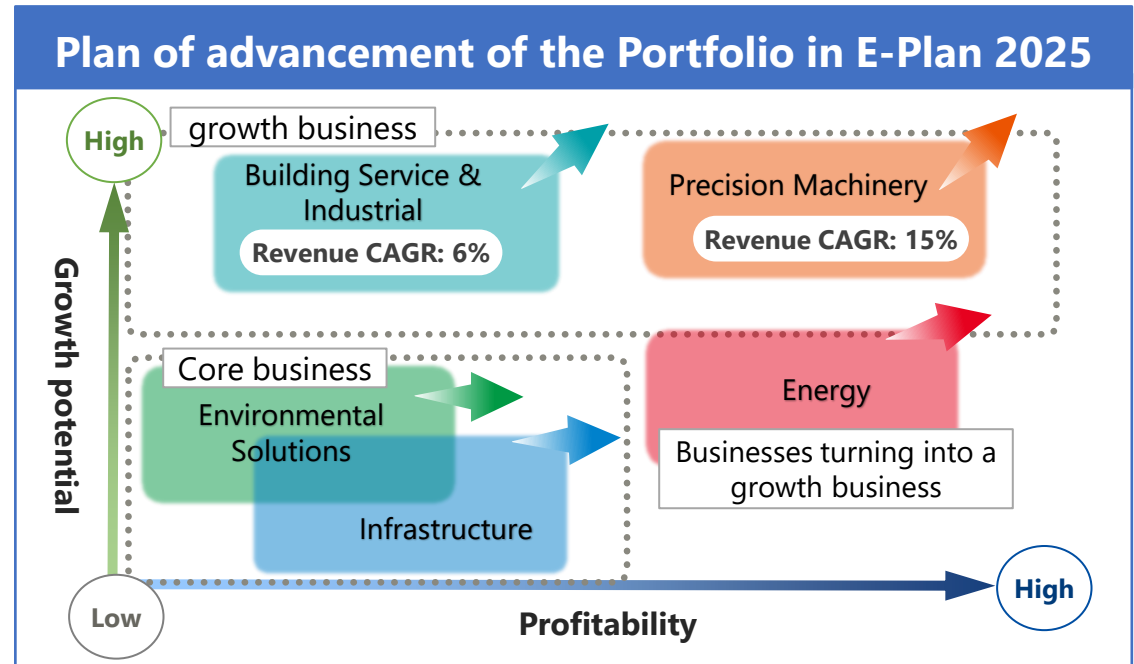 Plan of advancement of the Portfolio in E-Plan 2025
High
growth business
Building Service &
Industrial
Revenue CAGR: 6%
Precision Machinery
Revenue CAGR: 15%
Growth potential
Core business
Environmental
Solutions
Infrastructure
Energy
Businesses turning into a
growth business
Low
Profitability
High